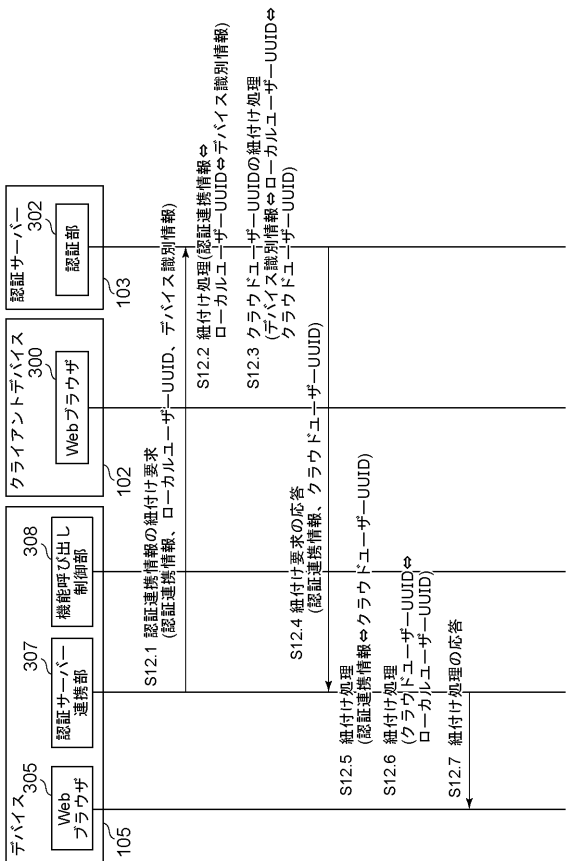 デバイス
305
Web
ブラウザ
105
307
認証サーバー
連携部
308
機能呼び出し
制御部
クライアントデバイス
300
Webブラウザ
102
認証サーバー
302
認証部
103
S12.1 認証連携情報の紐付け要求
(認証連携情報、ローカルユーザーUUID、デバイス識別情報)
S12.2 紐付け処理(認証連携情報⇔
ローカルユーザーUUID⇔デバイス識別情報)
S12.3 クラウドユーザーUUIDの紐付け処理
(デバイス識別情報⇔ローカルユーザーUUID⇔
クラウドユーザーUUID)
S12.4 紐付け要求の応答
(認証連携情報、クラウドユーザーUUID)
S12.5 紐付け処理
(認証連携情報⇔クラウドユーザーUUID)
S12.6 紐付け処理
(クラウドユーザーUUID⇔
ローカルユーザーUUID)
S12.7 紐付け処理の応答